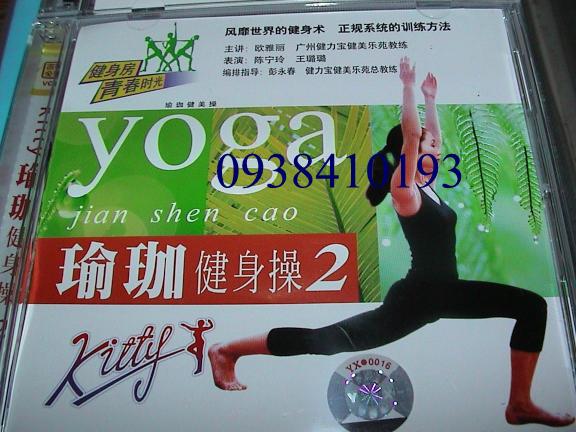 风靡世界的健身术 正规系统的训练方法
主讲：欧雅丽 广州健力宝健美乐苑教练
表演：陈宁玲 王璐璐
编排指导：彭永春 健力宝健美乐苑总教练
健身房
青春时光
瑜珈健美操
yoga
0938410193
jian shen cao
瑜珈健身操2
Kitty
YX 0016
Kitty 瑜珈健身操